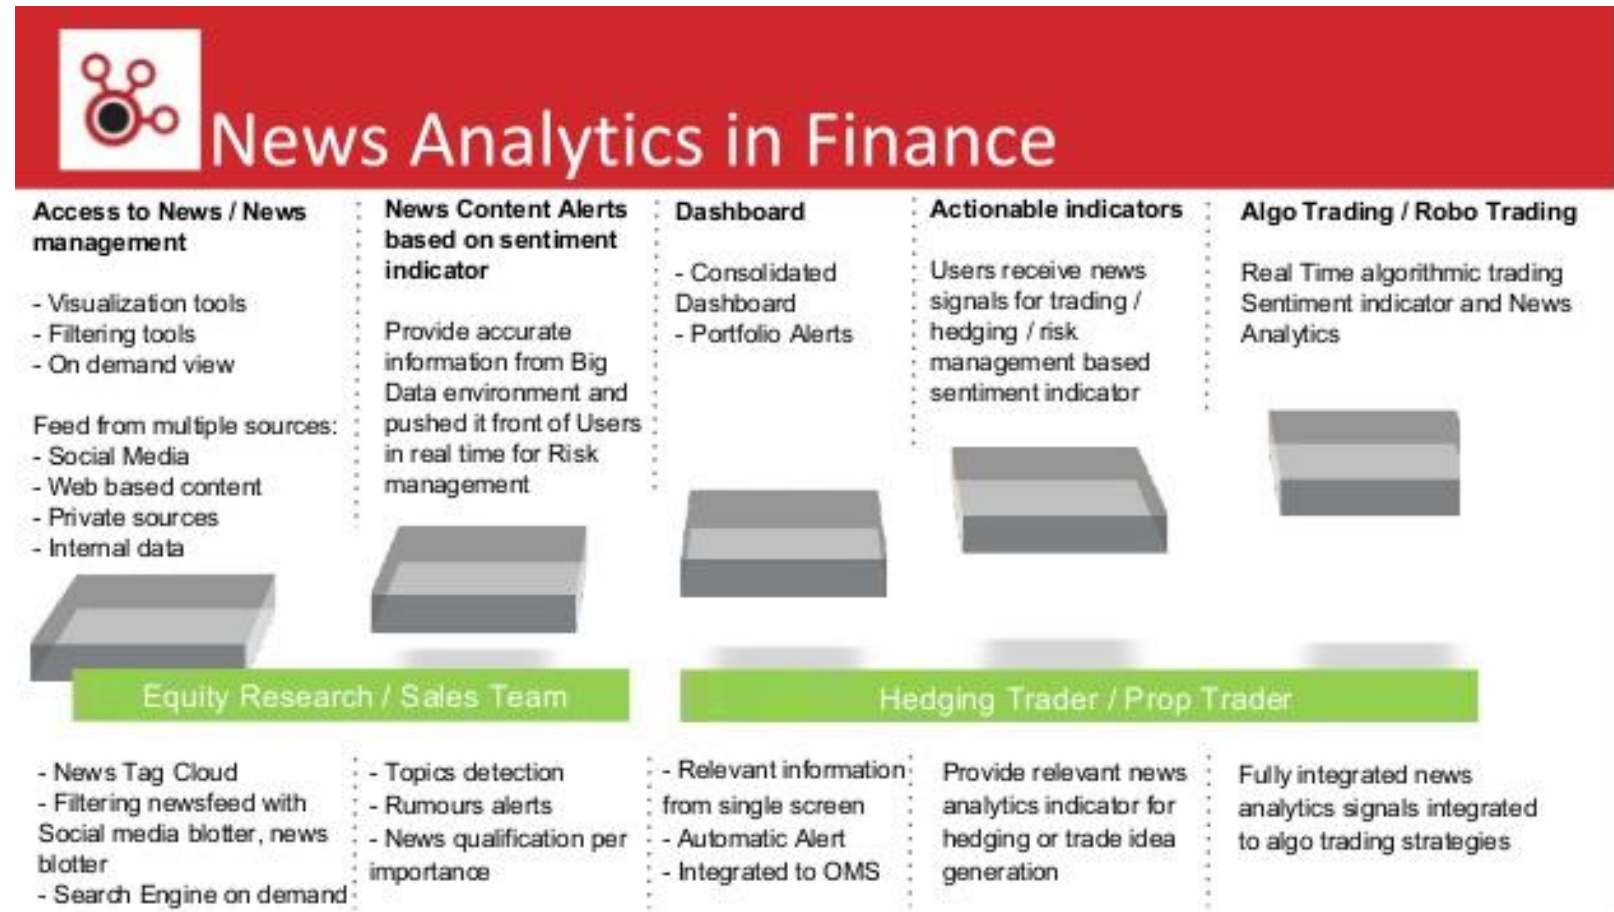 News Analytics in Finance
Access to News / News
management
- Visualization tools
- Filtering tools
- On demand view
Feed from multiple sources:
- Social Media
- Web based content
- Private sources
- Internal data
News Content Alerts
based on sentiment
indicator
Provide accurate
information from Big
Data environment and
pushed it front of Users
in real time for Risk
management
Dashboard
- Consolidated
Dashboard
- Portfolio Alerts
Actionable indicators
Users receive news
signals for trading /
hedging / risk
management based
sentiment indicator
Algo Trading / Robo Trading
Real Time algorithmic trading
Sentiment indicator and News
Analytics
Equity Research / Sales Team
Hedging Trader / Prop Trader
- News Tag Cloud
- Filtering newsfeed with
Social media blotter, news
blotter
- Search Engine on demand
- Topics detection
- Rumours alerts
- News qualification per
importance
- Relevant information
from single screen
- Automatic Alert
- Integrated to OMS
Provide relevant news
analytics indicator for
hedging or trade idea
generation
Fully integrated news
analytics signals integrated
to algo trading strategies